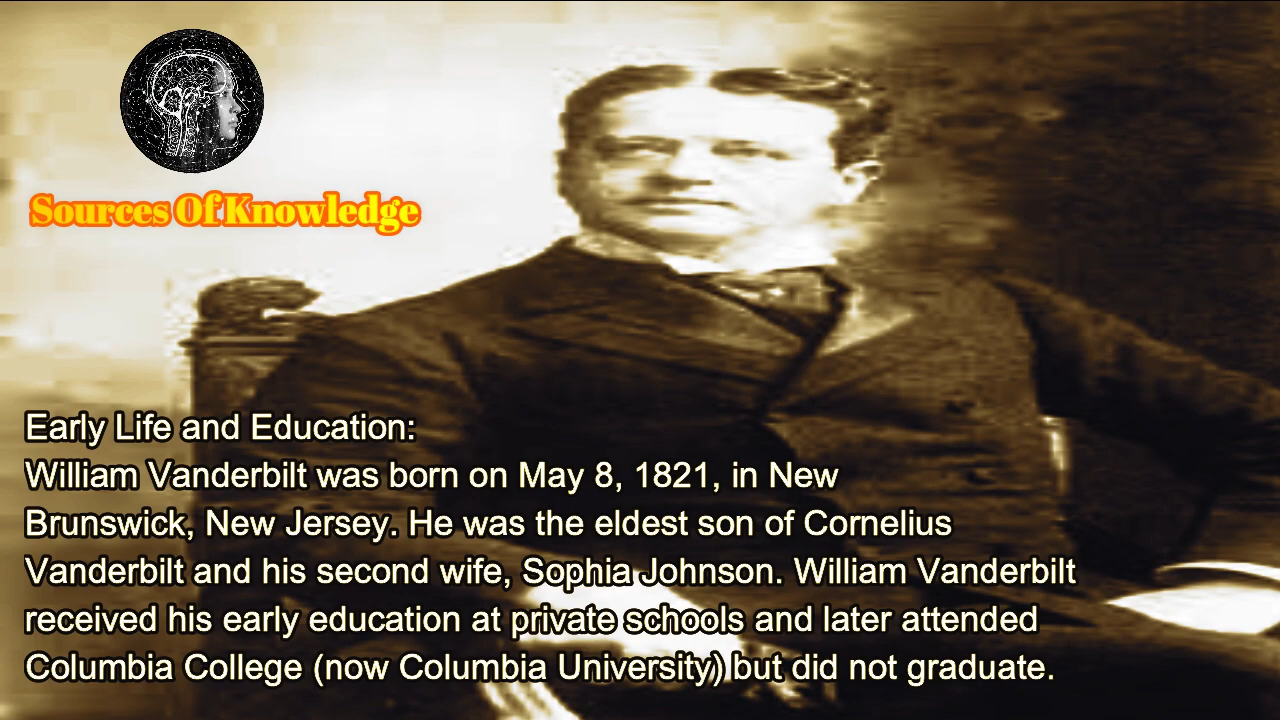 Sources Of Knowledge
Early Life and Education:
William Vanderbilt was born on May 8, 1821, in New
Brunswick, New Jersey. He was the eldest son of Cornelius
Vanderbilt and his second wife, Sophia Johnson. William Vanderbilt
received his early education at private schools and later attended
Columbia College (now Columbia University) but did not graduate.